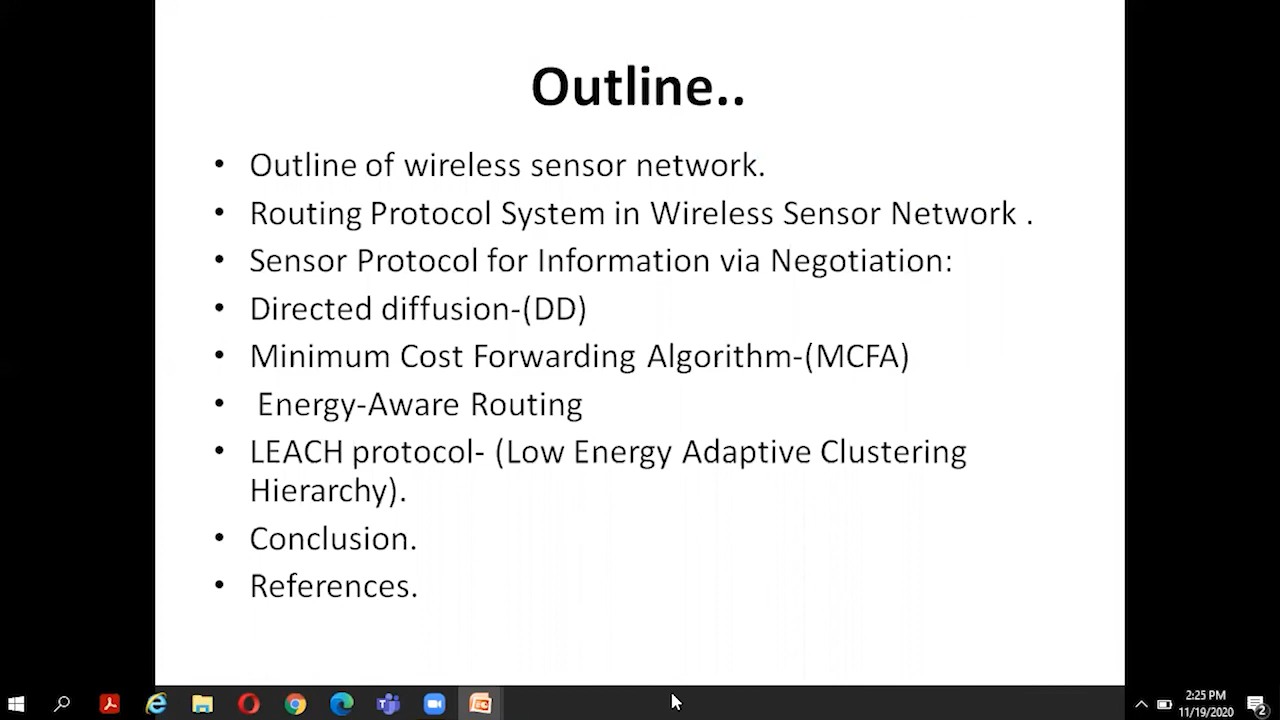 Outline..
• Outline of wireless sensor network.
• Routing Protocol System in Wireless Sensor Network .
• Sensor Protocol for Information via Negotiation:
• Directed diffusion-(DD)
• Minimum Cost Forwarding Algorithm-(MCFA)
• Energy-Aware Routing
• LEACH protocol- (Low Energy Adaptive Clustering
Hierarchy).
• Conclusion.
• References.
2:25 PM
11/19/2020
2